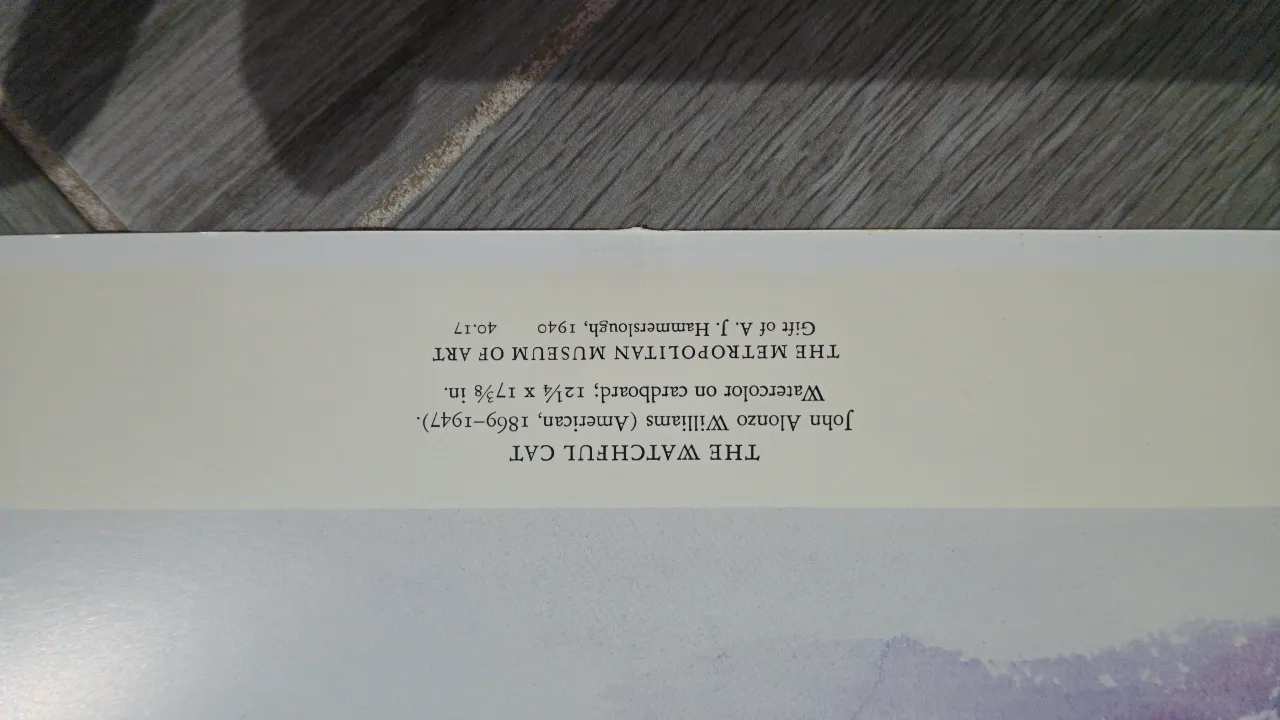 THE WATCHFUL CAT
John Alonzo Williams (American, 1869–1947).
Watercolor on cardboard; 12¼ x 17⅜ in.
THE METROPOLITAN MUSEUM OF ART
Gift of A. J. Hammerslough, 1940 40.17